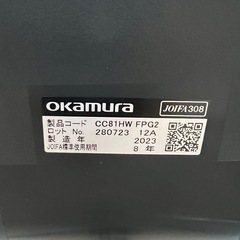 okamura JOIFA308
製品コード CC81HW FPG2
ロット No. 280723 12A
製造年 2023
JOIFA標準使用期間 8年